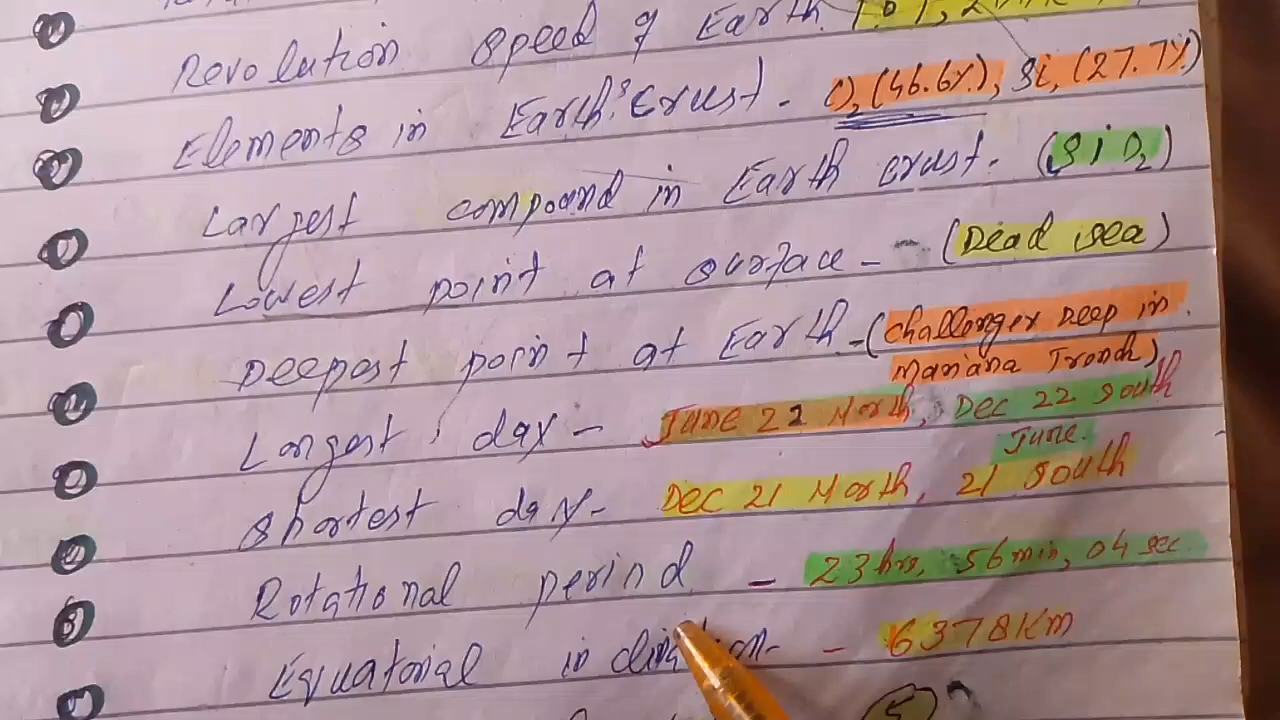 Revolution speed of Earth
Elements in Earth's Crust - O2 (46.6%), Si, (27.7%)
Largest compound in Earth crust - (SiO2)
Lowest point at surface - (Dead sea)
Deepest point at Earth - (Challenger Deep in
Mariana Trench)
Longest day - June 22 North, Dec 22 South
June
Shortest day - Dec 21 North, 21 South
Rotational period - 23 hrs, 56 min, 04 sec
Equatorial - 6378 Km
5